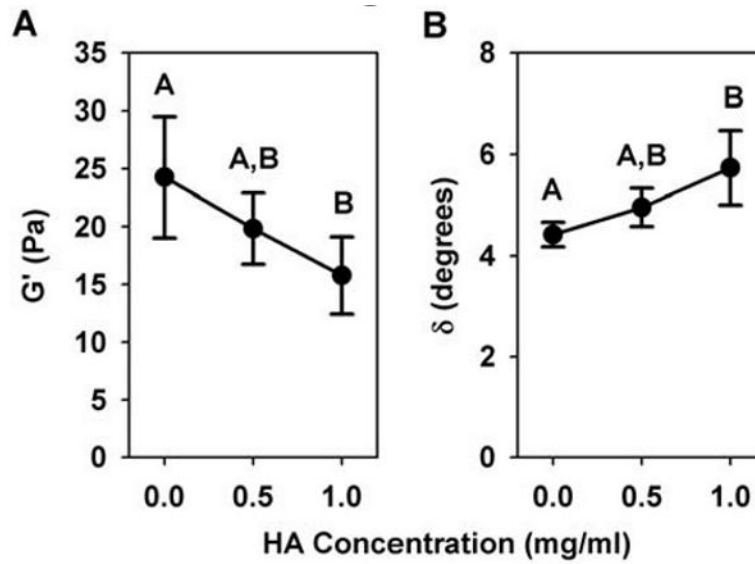 A
B
35
30
25
20
15
10
5
0
G' (Pa)
A
A,B
B
0.0 0.5 1.0
8
6
4
2
0
δ (degrees)
A
A,B
B
0.0 0.5 1.0
HA Concentration (mg/ml)